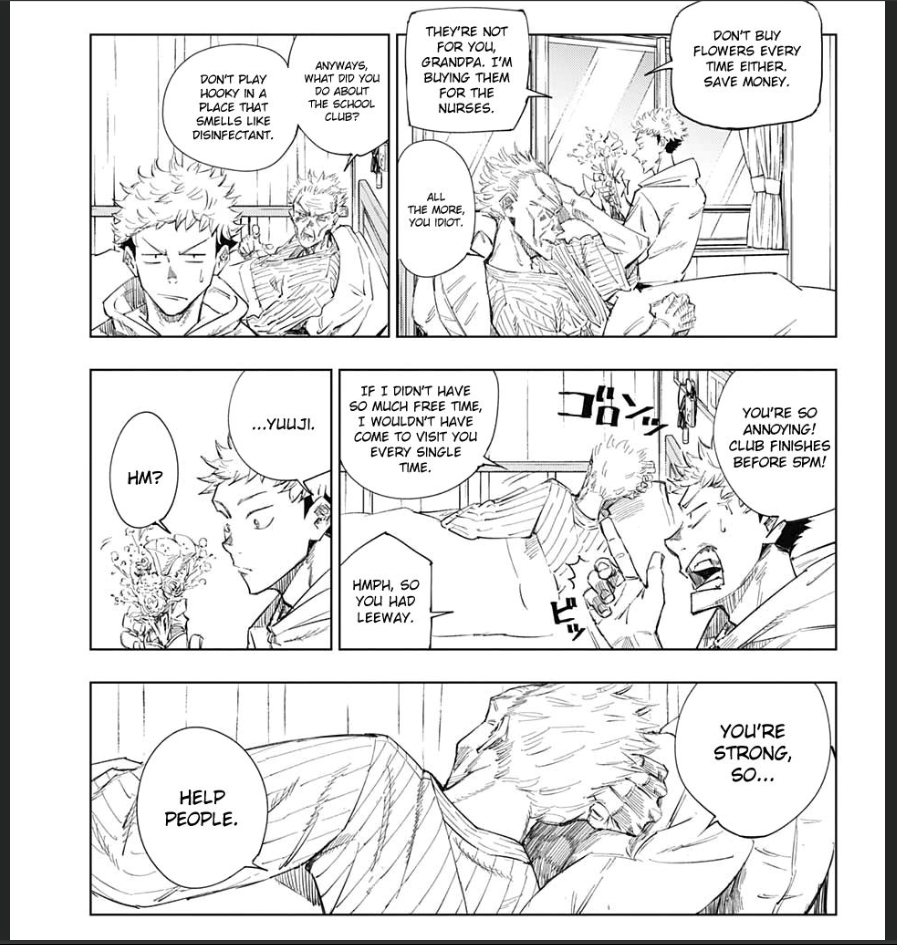 DON'T BUY
FLOWERS EVERY
TIME EITHER.
SAVE MONEY.
THEY'RE NOT
FOR YOU,
GRANDPA. I'M
BUYING THEM
FOR THE
NURSES.
ALL
THE MORE,
YOU IDIOT.
ANYWAYS,
WHAT DID YOU
DO ABOUT
THE SCHOOL
CLUB?
DON'T PLAY
HOOKY IN A
PLACE THAT
SMELLS LIKE
DISINFECTANT.
YOU'RE SO
ANNOYING!
CLUB FINISHES
BEFORE 5PM!
ゴロンッ
ビッ
IF I DIDN'T HAVE
SO MUCH FREE TIME,
I WOULDN'T HAVE
COME TO VISIT YOU
EVERY SINGLE
TIME.
HMPH, SO
YOU HAD
LEEWAY.
...YUUJI.
HM?
YOU'RE
STRONG,
SO...
HELP
PEOPLE.